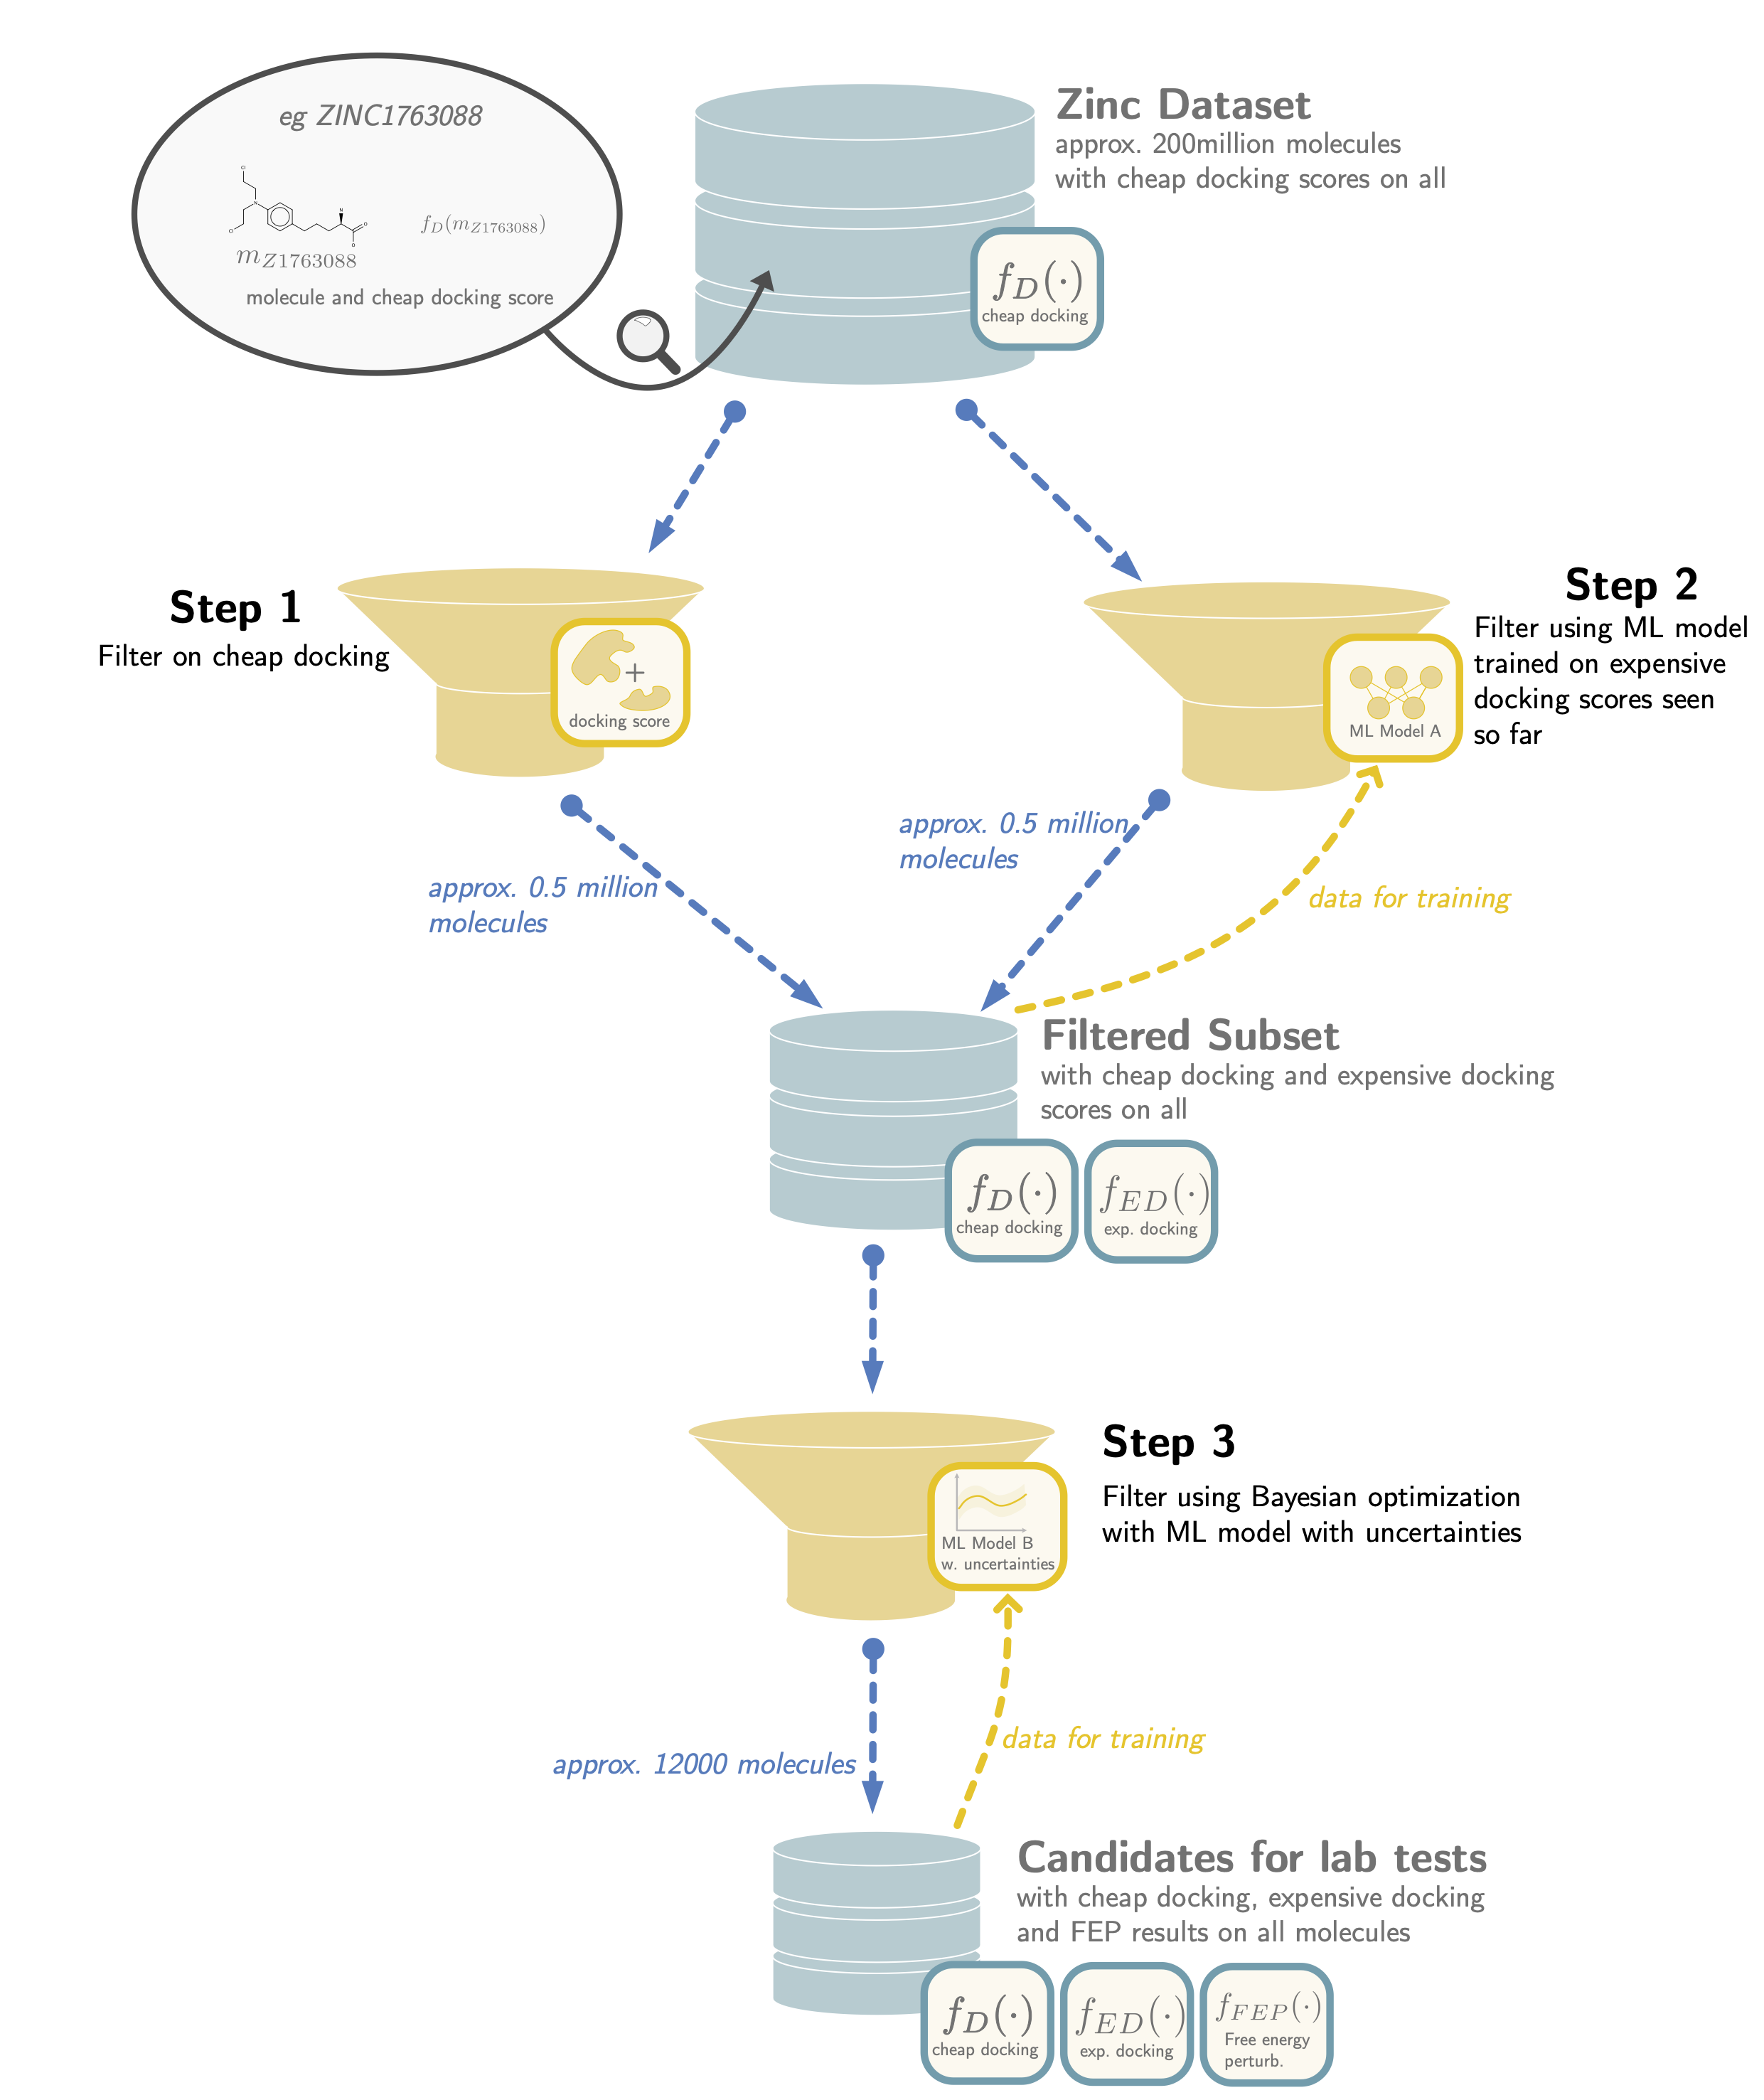 eg ZINC1763088
m_{Z1763088}
f_D(m_{Z1763088})
molecule and cheap docking score
Zinc Dataset
approx. 200million molecules
with cheap docking scores on all
f_D(·)
cheap docking
Step 1
Filter on cheap docking
+
docking score
Step 2
Filter using ML model
trained on expensive
docking scores seen
so far
ML Model A
approx. 0.5 million
molecules
approx. 0.5 million
molecules
data for training
Filtered Subset
with cheap docking and expensive docking
scores on all
f_D(·)
cheap docking
f_{ED}(·)
exp. docking
Step 3
Filter using Bayesian optimization
with ML model with uncertainties
ML Model B
w. uncertainties
approx. 12000 molecules
data for training
Candidates for lab tests
with cheap docking, expensive docking
and FEP results on all molecules
f_D(·)
cheap docking
f_{ED}(·)
exp. docking
f_{FEP}(·)
Free energy
perturb.